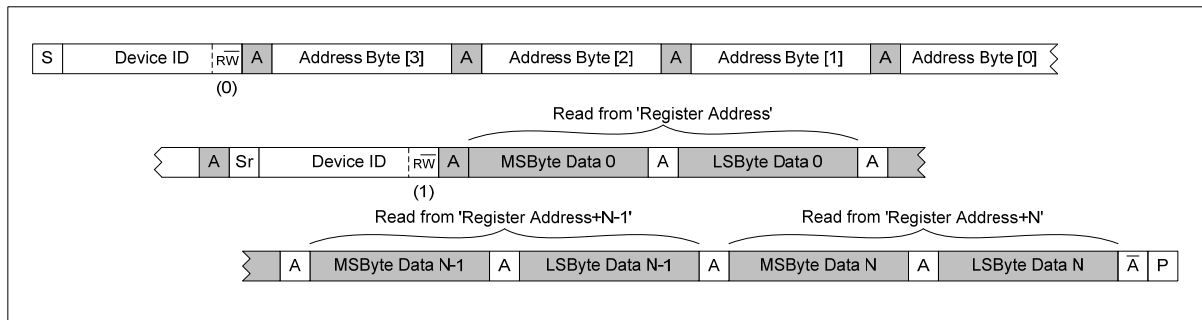 S Device ID RW̅ A Address Byte [3] A Address Byte [2] A Address Byte [1] A Address Byte [0]
(0)
Read from 'Register Address'
A Sr Device ID RW̅ A MSByte Data 0 A LSByte Data 0 A
(1)
Read from 'Register Address+N-1' Read from 'Register Address+N'
A MSByte Data N-1 A LSByte Data N-1 A MSByte Data N A LSByte Data N A̅ P